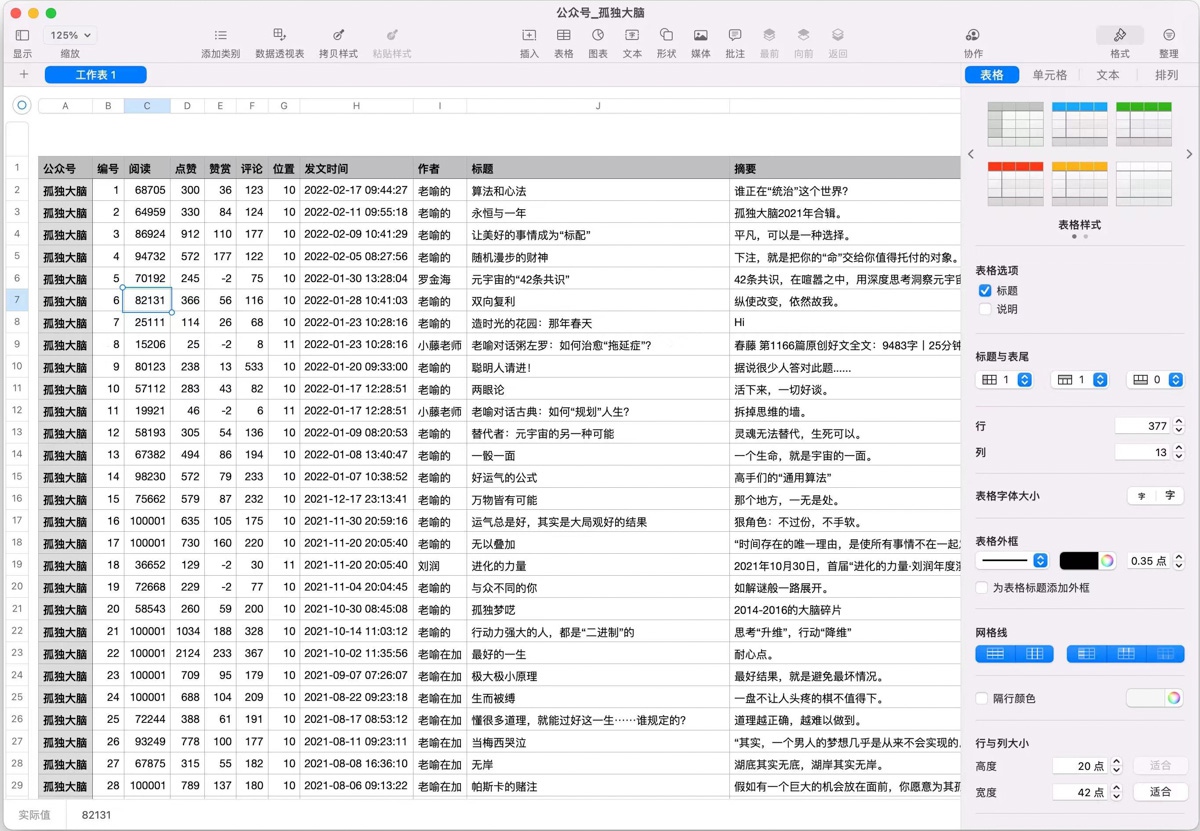 公众号_孤独大脑
125%
显示 缩放 添加类别 数据透视表 拷贝样式 粘贴样式 插入 表格 图表 文本 形状 媒体 批注 最前 向前 返回 协作 格式 整理
+ 工作表 1 表格 单元格 文本 排列
A B C D E F G H I J
1 公众号 编号 阅读 点赞 赞赏 评论 位置 发文时间 作者 标题 摘要
2 孤独大脑 1 68705 300 36 123 10 2022-02-17 09:44:27 老喻的 算法和心法 谁正在“统治”这个世界?
3 孤独大脑 2 64959 330 84 124 10 2022-02-11 09:55:18 老喻的 永恒与一年 孤独大脑2021年合辑。
4 孤独大脑 3 86924 912 110 177 10 2022-02-09 10:41:29 老喻的 让美好的事情成为“标配” 平凡，可以是一种选择。
5 孤独大脑 4 94732 572 177 122 10 2022-02-05 08:27:56 老喻的 随机漫步的财神 下注，就是把你的“命”交给你值得托付的对象。
6 孤独大脑 5 70192 245 -2 75 10 2022-01-30 13:28:04 罗金海 元宇宙的“42条共识” 42条共识，在喧嚣之中，用深度思考洞察元宇宙
7 孤独大脑 6 82131 366 56 116 10 2022-01-28 10:41:03 老喻的 双向复利 纵使改变，依然故我。
8 孤独大脑 7 25111 114 26 68 10 2022-01-23 10:28:16 老喻的 造时光的花园：那年春天 Hi
9 孤独大脑 8 15206 25 -2 8 11 2022-01-23 10:28:16 小藤老师 老喻对话粥左罗：如何治愈“拖延症”? 春藤 第1166篇原创好文全文：9483字丨25分钟
10 孤独大脑 9 80123 238 13 533 10 2022-01-20 09:33:00 老喻的 聪明人请进！ 据说很少人答对此题......
11 孤独大脑 10 57112 283 43 82 10 2022-01-17 12:28:51 老喻的 两眼论 活下来，一切好谈。
12 孤独大脑 11 19921 46 -2 6 11 2022-01-17 12:28:51 小藤老师 老喻对话古典：如何“规划”人生? 拆掉思维的墙。
13 孤独大脑 12 58193 305 54 136 10 2022-01-09 08:20:53 老喻的 替代者：元宇宙的另一种可能 灵魂无法替代，生死可以。
14 孤独大脑 13 67382 494 86 194 10 2022-01-08 13:40:47 老喻的 一骰一面 一个生命，就是宇宙的一面。
15 孤独大脑 14 98230 572 79 233 10 2022-01-07 10:38:52 老喻的 好运气的公式 高手们的“通用算法”
16 孤独大脑 15 75662 579 87 232 10 2021-12-17 23:13:41 老喻的 万物皆有可能 那个地方，一无是处。
17 孤独大脑 16 100001 635 105 175 10 2021-11-30 20:59:16 老喻的 运气总是好，其实是大局观好的结果 狠角色：不过份，不手软。
18 孤独大脑 17 100001 730 160 220 10 2021-11-20 20:05:40 老喻的 无以叠加 “时间存在的唯一理由，是使所有事情不在一起
19 孤独大脑 18 36652 129 -2 30 11 2021-11-20 20:05:40 刘润 进化的力量 2021年10月30日，首届“进化的力量·刘润年度演
20 孤独大脑 19 72668 229 -2 77 10 2021-11-04 20:04:45 老喻的 与众不同的你 如解谜般一路展开。
21 孤独大脑 20 58543 260 59 200 10 2021-10-30 08:45:08 老喻的 孤独梦呓 2014-2016的大脑碎片
22 孤独大脑 21 100001 1034 188 328 10 2021-10-14 11:03:12 老喻的 行动力强大的人，都是“二进制”的 思考“升维”，行动“降维”
23 孤独大脑 22 100001 2124 233 367 10 2021-10-02 11:35:56 老喻在加 最好的一生 耐心点。
24 孤独大脑 23 100001 709 95 179 10 2021-09-07 07:26:07 老喻在加 极大极小原理 最好结果，就是避免最坏情况。
25 孤独大脑 24 100001 688 104 209 10 2021-08-22 09:23:18 老喻在加 生而被缚 一盘不让人头疼的棋不值得下。
26 孤独大脑 25 72244 388 61 191 10 2021-08-17 08:53:12 老喻在加 懂很多道理，就能过好这一生······谁规定的? 道理越正确，越难以做到。
27 孤独大脑 26 93249 778 100 177 10 2021-08-11 09:23:11 老喻在加 当梅西哭泣 “其实，一个男人的梦想几乎是从来不会实现的。
28 孤独大脑 27 67875 315 55 182 10 2021-08-08 16:36:10 老喻在加 无岸 湖底其实无底，湖岸其实无岸。
29 孤独大脑 28 100001 789 137 180 10 2021-08-06 09:13:22 老喻在加 帕斯卡的赌注 假如有一个巨大的机会放在面前，你愿意为其孤
实际值 82131
表格样式
表格选项
标题
说明
标题与表尾
1 1 0
行 377
列 13
表格字体大小 字 字
表格外框
0.35 点
为表格标题添加外框
网格线
隔行颜色
行与列大小
高度 20 点 适合
宽度 42 点 适合